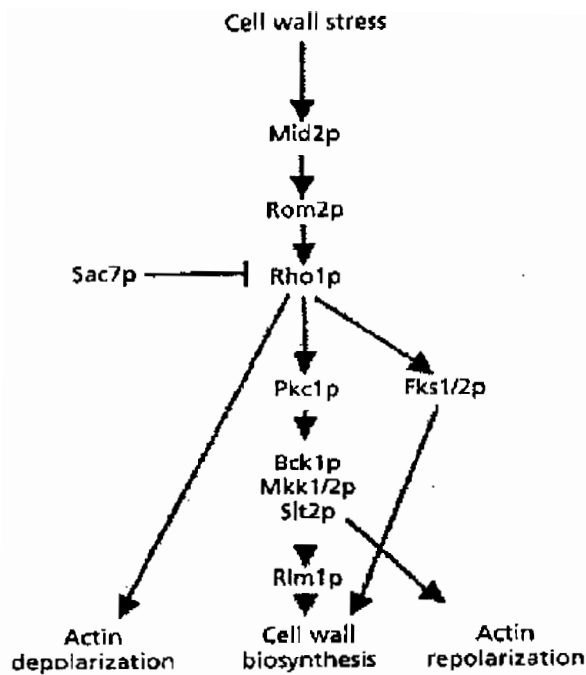 Cell wall stress
Mid2p
Rom2p
Sac7p
Rho1p
Pkc1p
Fks1/2p
Bck1p
Mkk1/2p
Slt2p
Rlm1p
Actin
depolarization
Cell wall
biosynthesis
Actin
repolarization